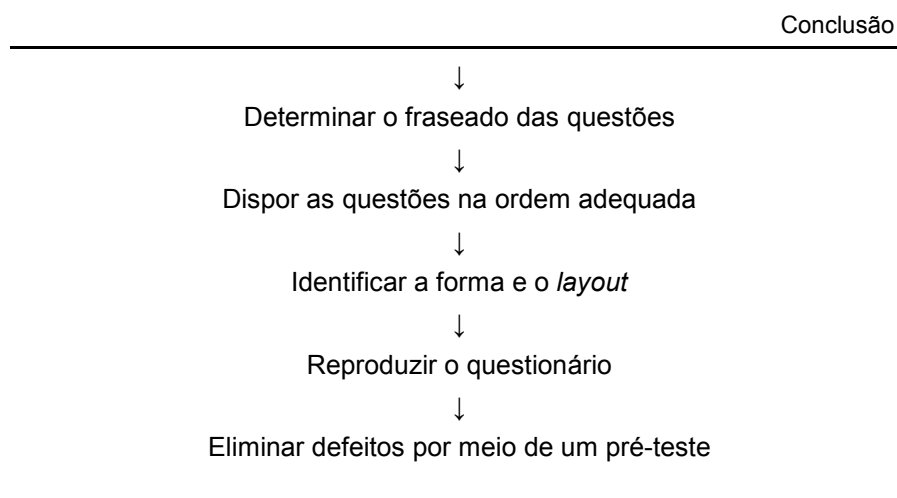 Conclusão
↓
Determinar o fraseado das questões
↓
Dispor as questões na ordem adequada
↓
Identificar a forma e o layout
↓
Reproduzir o questionário
↓
Eliminar defeitos por meio de um pré-teste